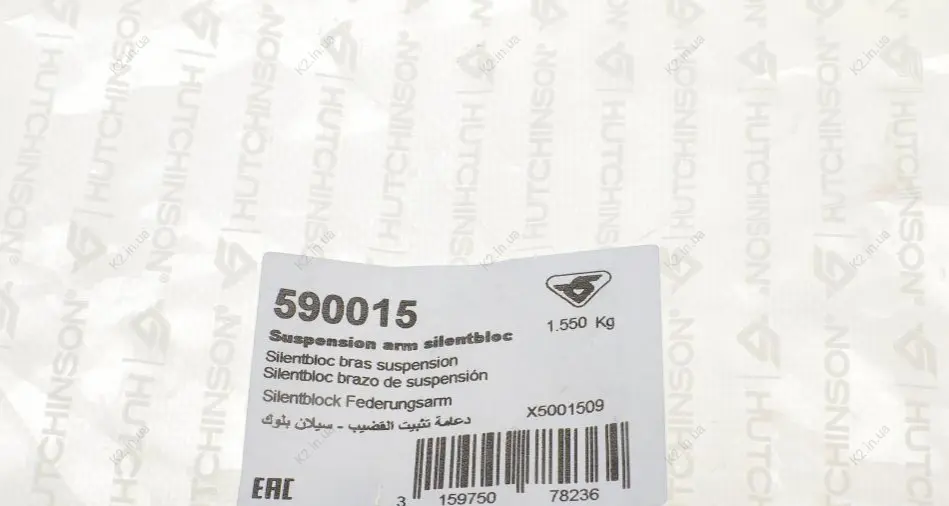 HUTCHINSON®
590015
Suspension arm silentbloc
Silentbloc bras suspension
Silentbloc brazo de suspensión
Silentblock Federungsarm
دعامة تثبيت القضيب - سيلان بلوك
1.550 Kg
X5001509
EAC
3 159750 78236
K2.in.ua